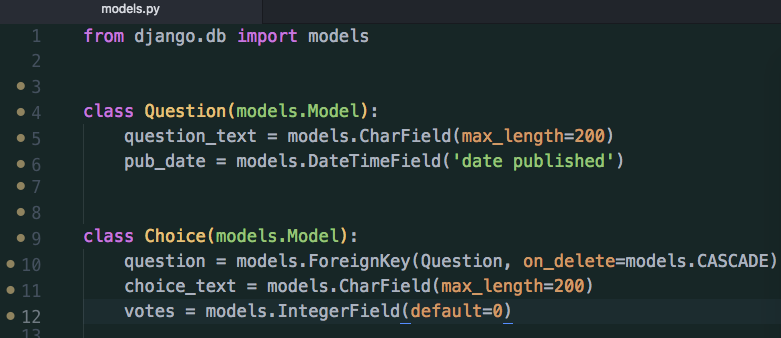 models.py
1 from django.db import models
2
3
4 class Question(models.Model):
5     question_text = models.CharField(max_length=200)
6     pub_date = models.DateTimeField('date published')
7
8
9 class Choice(models.Model):
10     question = models.ForeignKey(Question, on_delete=models.CASCADE)
11     choice_text = models.CharField(max_length=200)
12     votes = models.IntegerField(default=0)
13